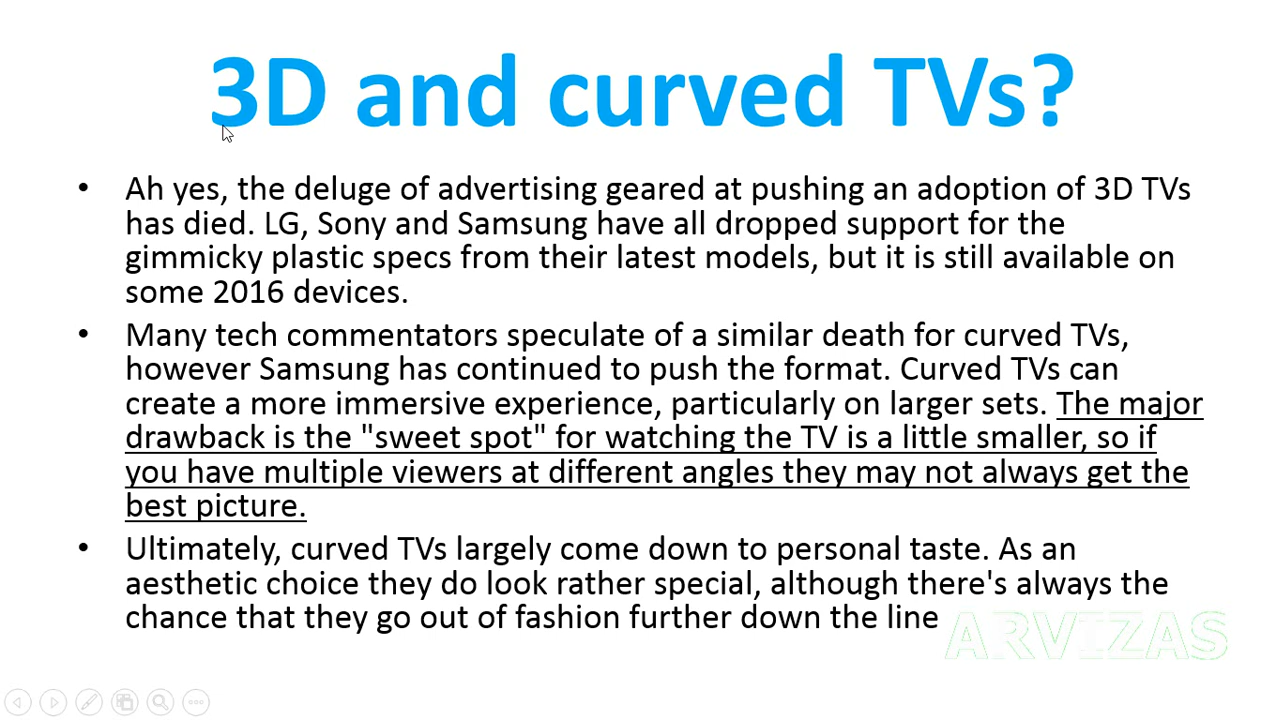 3D and curved TVs?
• Ah yes, the deluge of advertising geared at pushing an adoption of 3D TVs
has died. LG, Sony and Samsung have all dropped support for the
gimmicky plastic specs from their latest models, but it is still available on
some 2016 devices.
• Many tech commentators speculate of a similar death for curved TVs,
however Samsung has continued to push the format. Curved TVs can
create a more immersive experience, particularly on larger sets. The major
drawback is the "sweet spot" for watching the TV is a little smaller, so if
you have multiple viewers at different angles they may not always get the
best picture.
• Ultimately, curved TVs largely come down to personal taste. As an
aesthetic choice they do look rather special, although there's always the
chance that they go out of fashion further down the line
ARVIZAS